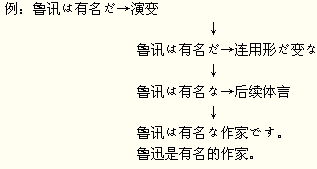 例：鲁讯は有名だ→演变
↓
鲁讯は有名だ→连用形だ变な
↓
鲁讯は有名な→后续体言
↓
鲁讯は有名な作家です。
鲁迅是有名的作家。